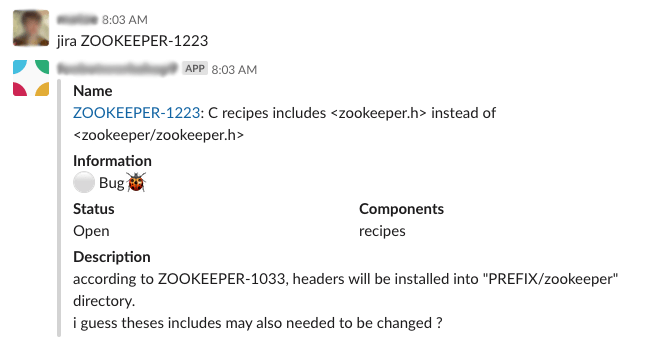 8:03 AM
jira ZOOKEEPER-1223
APP 8:03 AM
Name
ZOOKEEPER-1223: C recipes includes <zookeeper.h> instead of
<zookeeper/zookeeper.h>
Information
Bug
Status Components
Open recipes
Description
according to ZOOKEEPER-1033, headers will be installed into "PREFIX/zookeeper"
directory.
i guess theses includes may also needed to be changed ?